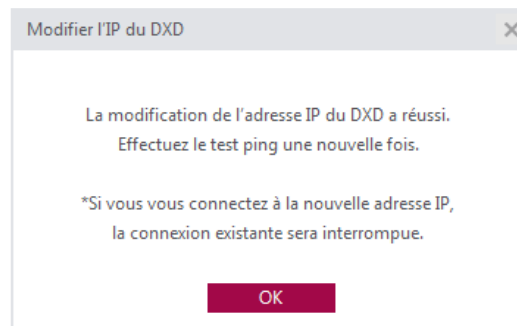 Modifier l'IP du DXD
La modification de l'adresse IP du DXD a réussi.
Effectuez le test ping une nouvelle fois.
*Si vous vous connectez à la nouvelle adresse IP,
la connexion existante sera interrompue.
OK